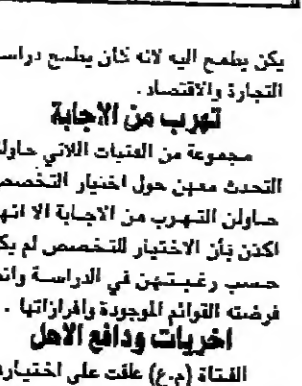 يكن يطمح اليه لانه كان يطمح دراسة
التجارة والاقتصاد .
تهرب من الاجابة
مجموعة من الفتيات اللاتي حاولنا
التحدث معهن حول اختيار التخصص
حاولن التهرب من الاجابة الا انهن
اكدن بأن الاختيار للتخصص لم يكن
حسب رغبتهن في الدراسة وانما
فرضته القوائم الموجودة وافرازاتها .
اخريات ودافع الاهل
الفتاة (م.غ) علقت على اختيارها